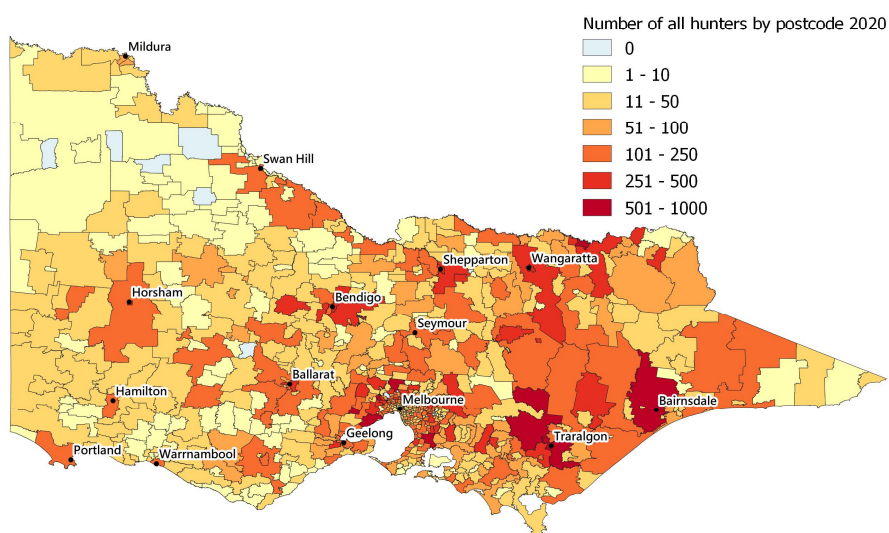 Number of all hunters by postcode 2020
0
1 - 10
11 - 50
51 - 100
101 - 250
251 - 500
501 - 1000
Mildura
Swan Hill
Shepparton
Wangaratta
Horsham
Bendigo
Seymour
Ballarat
Hamilton
Melbourne
Bairnsdale
Geelong
Traralgon
Portland
Warrnambool